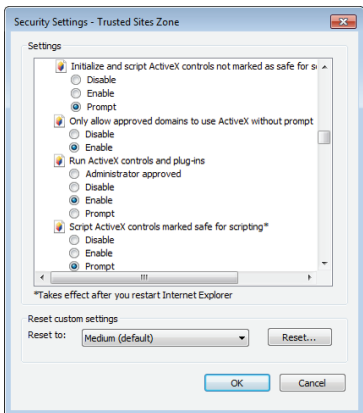 Security Settings - Trusted Sites Zone
Settings
Initialize and script ActiveX controls not marked as safe for
Disable
Enable
Prompt
Only allow approved domains to use ActiveX without prompt
Disable
Enable
Run ActiveX controls and plug-ins
Administrator approved
Disable
Enable
Prompt
Script ActiveX controls marked safe for scripting*
Disable
Enable
Prompt
*Takes effect after you restart Internet Explorer
Reset custom settings
Reset to: Medium (default) Reset...
OK Cancel